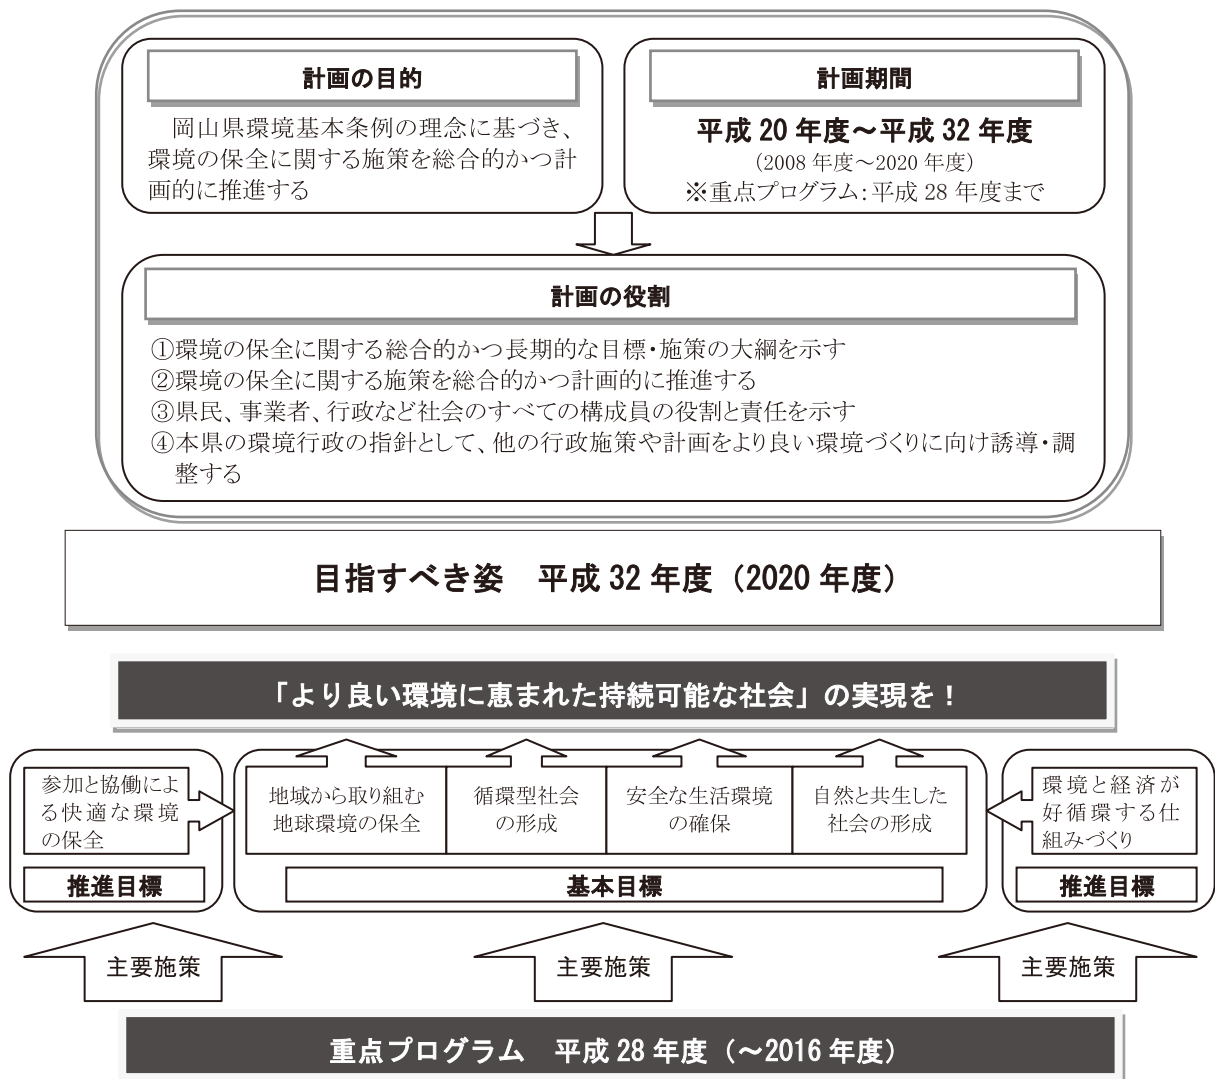 計画の目的
岡山県環境基本条例の理念に基づき、
環境の保全に関する施策を総合的かつ計
画的に推進する
計画期間
平成 20 年度～平成 32 年度
（2008 年度～2020 年度）
※重点プログラム：平成 28 年度まで
計画の役割
①環境の保全に関する総合的かつ長期的な目標・施策の大綱を示す
②環境の保全に関する施策を総合的かつ計画的に推進する
③県民、事業者、行政など社会のすべての構成員の役割と責任を示す
④本県の環境行政の指針として、他の行政施策や計画をより良い環境づくりに向け誘導・調
整する
目指すべき姿　平成 32 年度（2020 年度）
「より良い環境に恵まれた持続可能な社会」の実現を！
参加と協働によ
る快適な環境
の保全
推進目標
地域から取り組む
地球環境の保全
循環型社会
の形成
安全な生活環境
の確保
自然と共生した
社会の形成
基本目標
環境と経済が
好循環する仕
組みづくり
推進目標
主要施策
主要施策
主要施策
重点プログラム　平成 28 年度（～2016 年度）